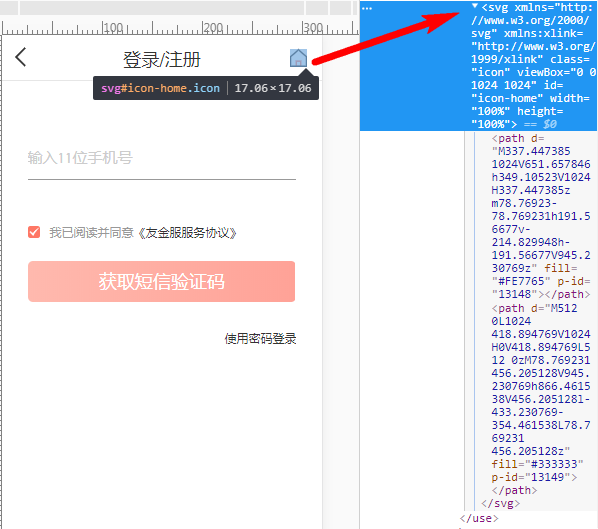 100
200
300
登录/注册
svg#icon-home.icon | 17.06×17.06
输入11位手机号
我已阅读并同意《友金服服务协议》
获取短信验证码
使用密码登录
...
▼<svg xmlns="http:
//www.w3.org/2000/
svg" xmlns:xlink=
"http://www.w3.org/
1999/xlink" class=
"icon" viewBox="0 0
1024 1024" id=
"icon-home" width=
"100%" height=
"100%"> == $0
<path d=
"M337.447385
1024V651.657846
h349.10523V1024
H337.447385z
m78.76923-
78.769231h191.5
6677v-
214.829948h-
191.56677V945.2
30769z" fill=
"#FE7765" p-id=
"13148"></path>
<path d="M512
0L1024
418.894769V1024
H0V418.894769L5
12 0zM78.769231
456.205128V945.
230769h866.4615
38V456.2051281-
433.230769-
354.461538L78.7
69231
456.205128z"
fill="#333333"
p-id="13149">
</path>
</svg>
</use>